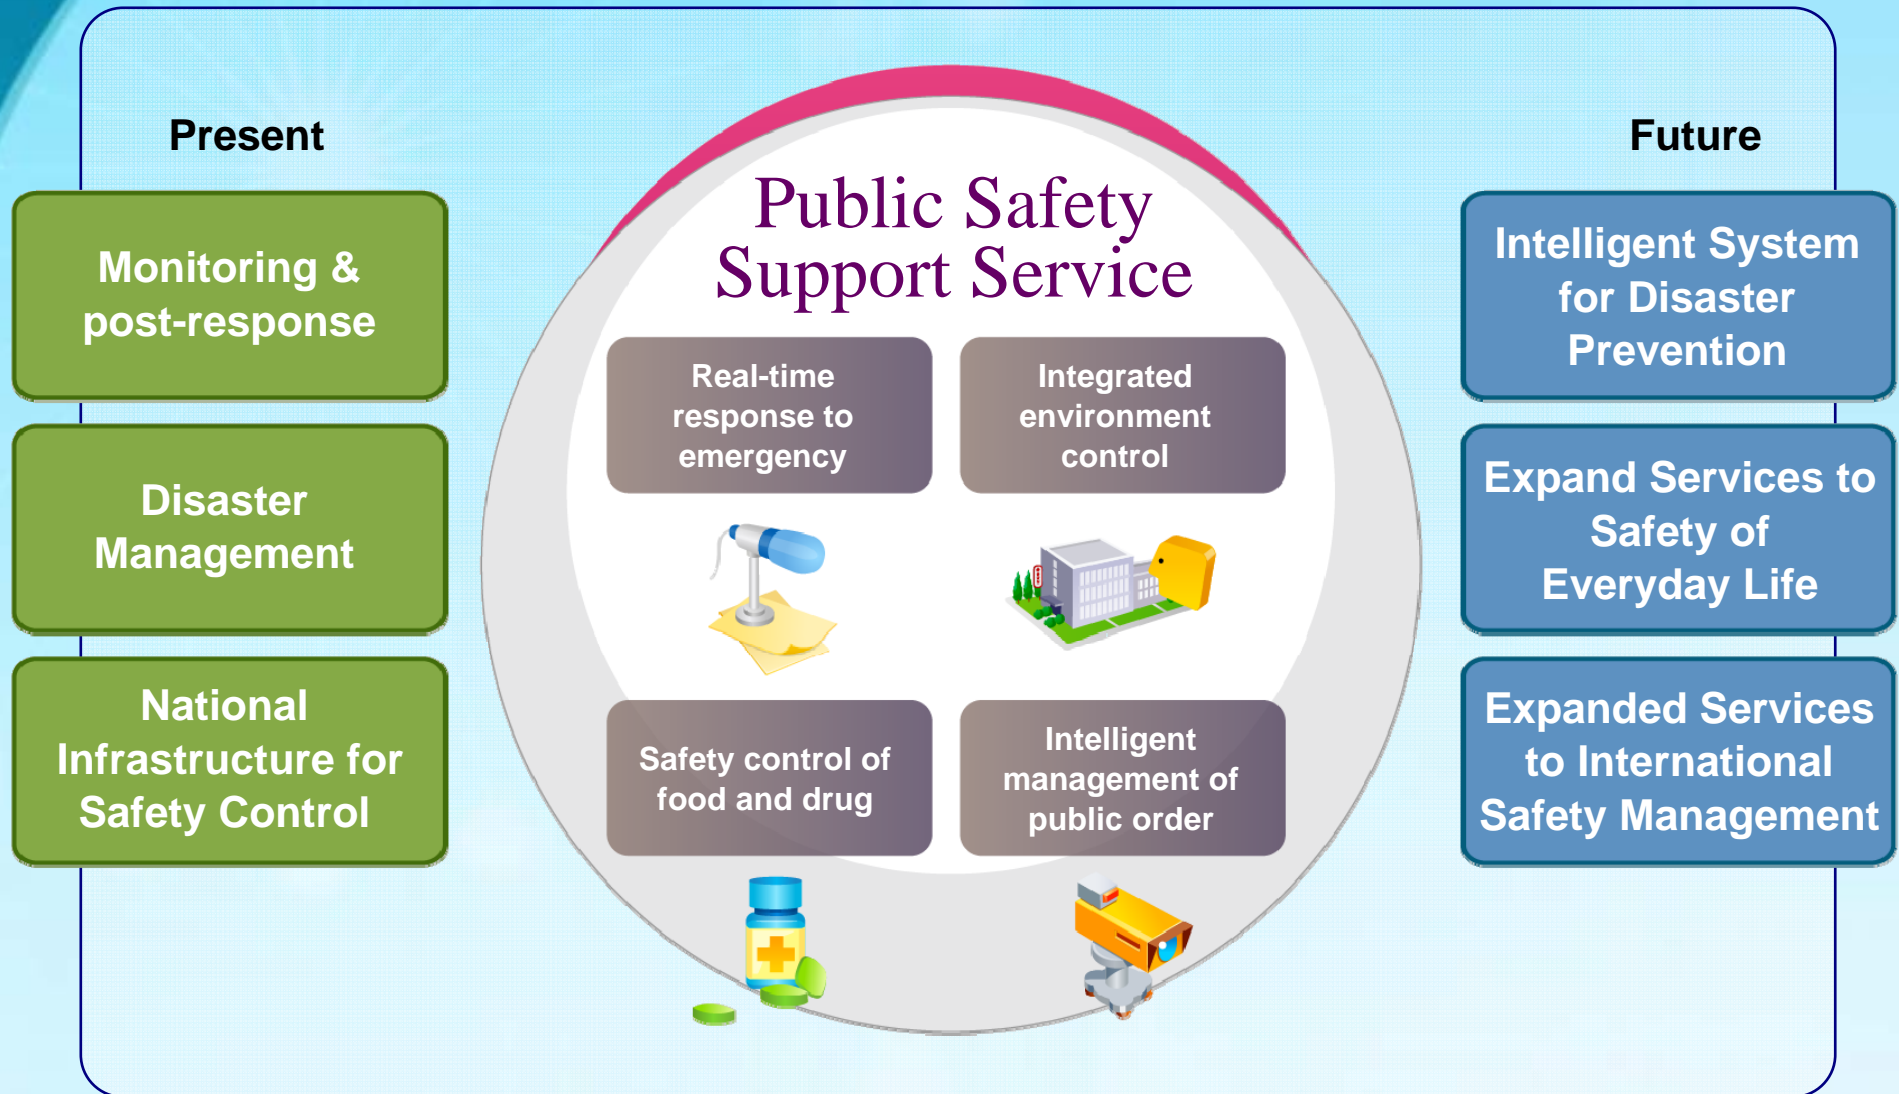 Present
Monitoring &
post-response
Disaster
Management
National
Infrastructure for
Safety Control
Public Safety
Support Service
Real-time
response to
emergency
Integrated
environment
control
Safety control of
food and drug
Intelligent
management of
public order
Future
Intelligent System
for Disaster
Prevention
Expand Services to
Safety of
Everyday Life
Expanded Services
to International
Safety Management